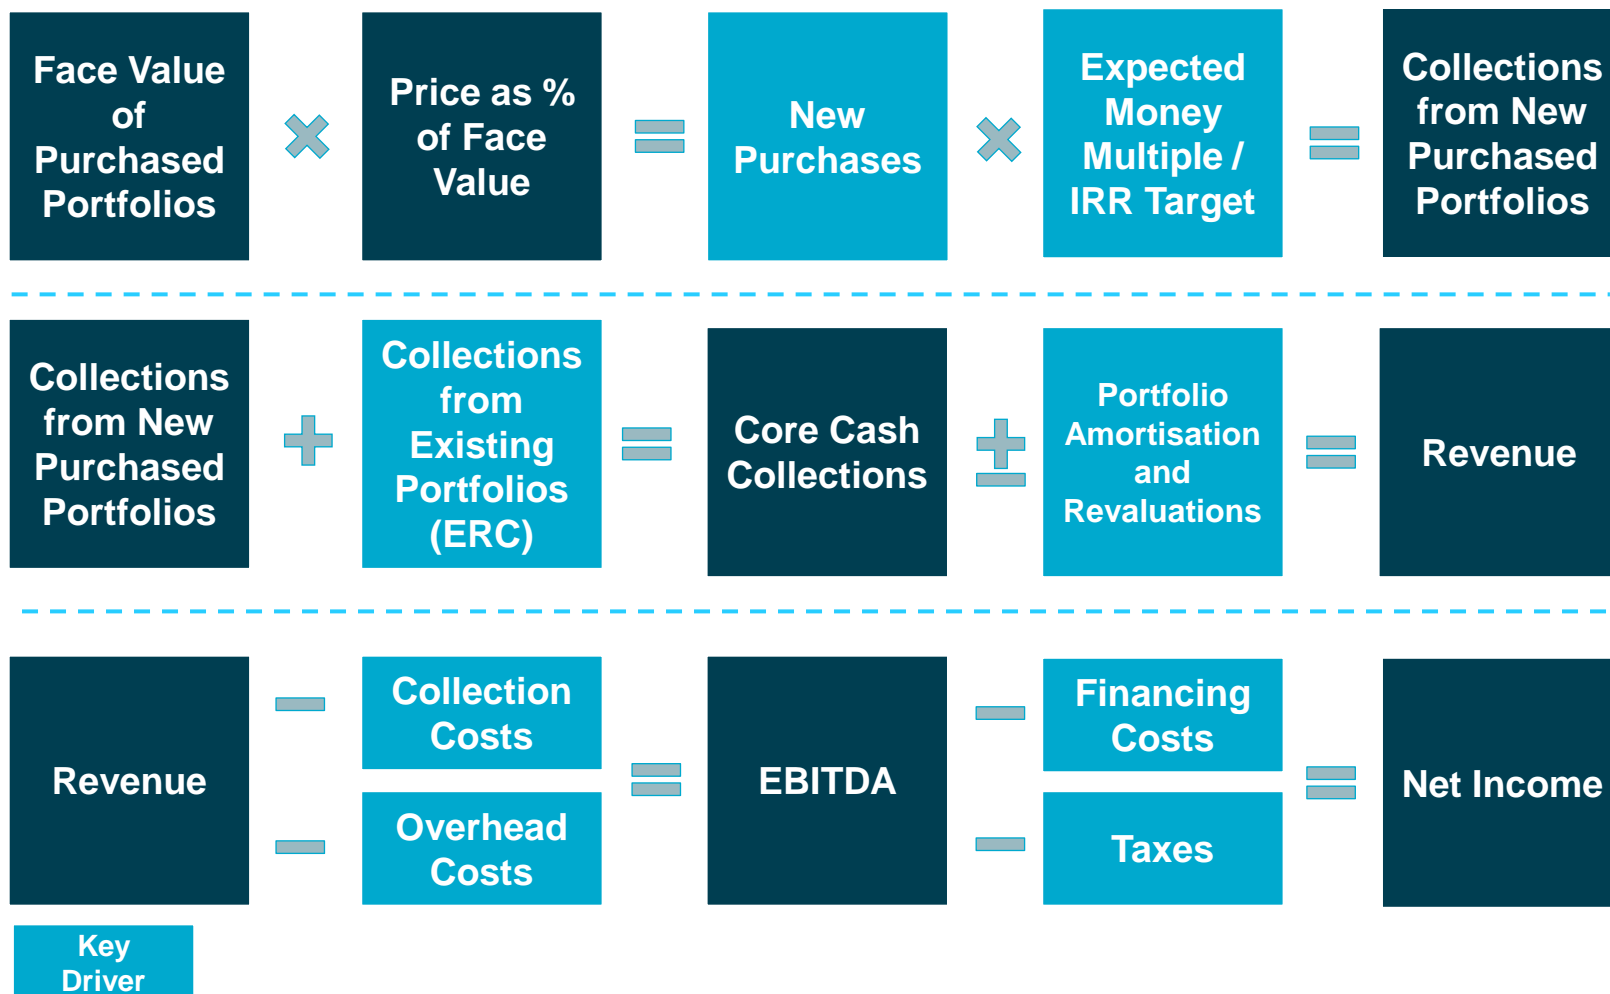 Face Value
of
Purchased
Portfolios
Price as %
of Face
Value
New
Purchases
Expected
Money
Multiple /
IRR Target
Collections
from New
Purchased
Portfolios
Collections
from New
Purchased
Portfolios
Collections
from
Existing
Portfolios
(ERC)
Core Cash
Collections
Portfolio
Amortisation
and
Revaluations
Revenue
Revenue
Collection
Costs
Overhead
Costs
EBITDA
Financing
Costs
Taxes
Net Income
Key
Driver